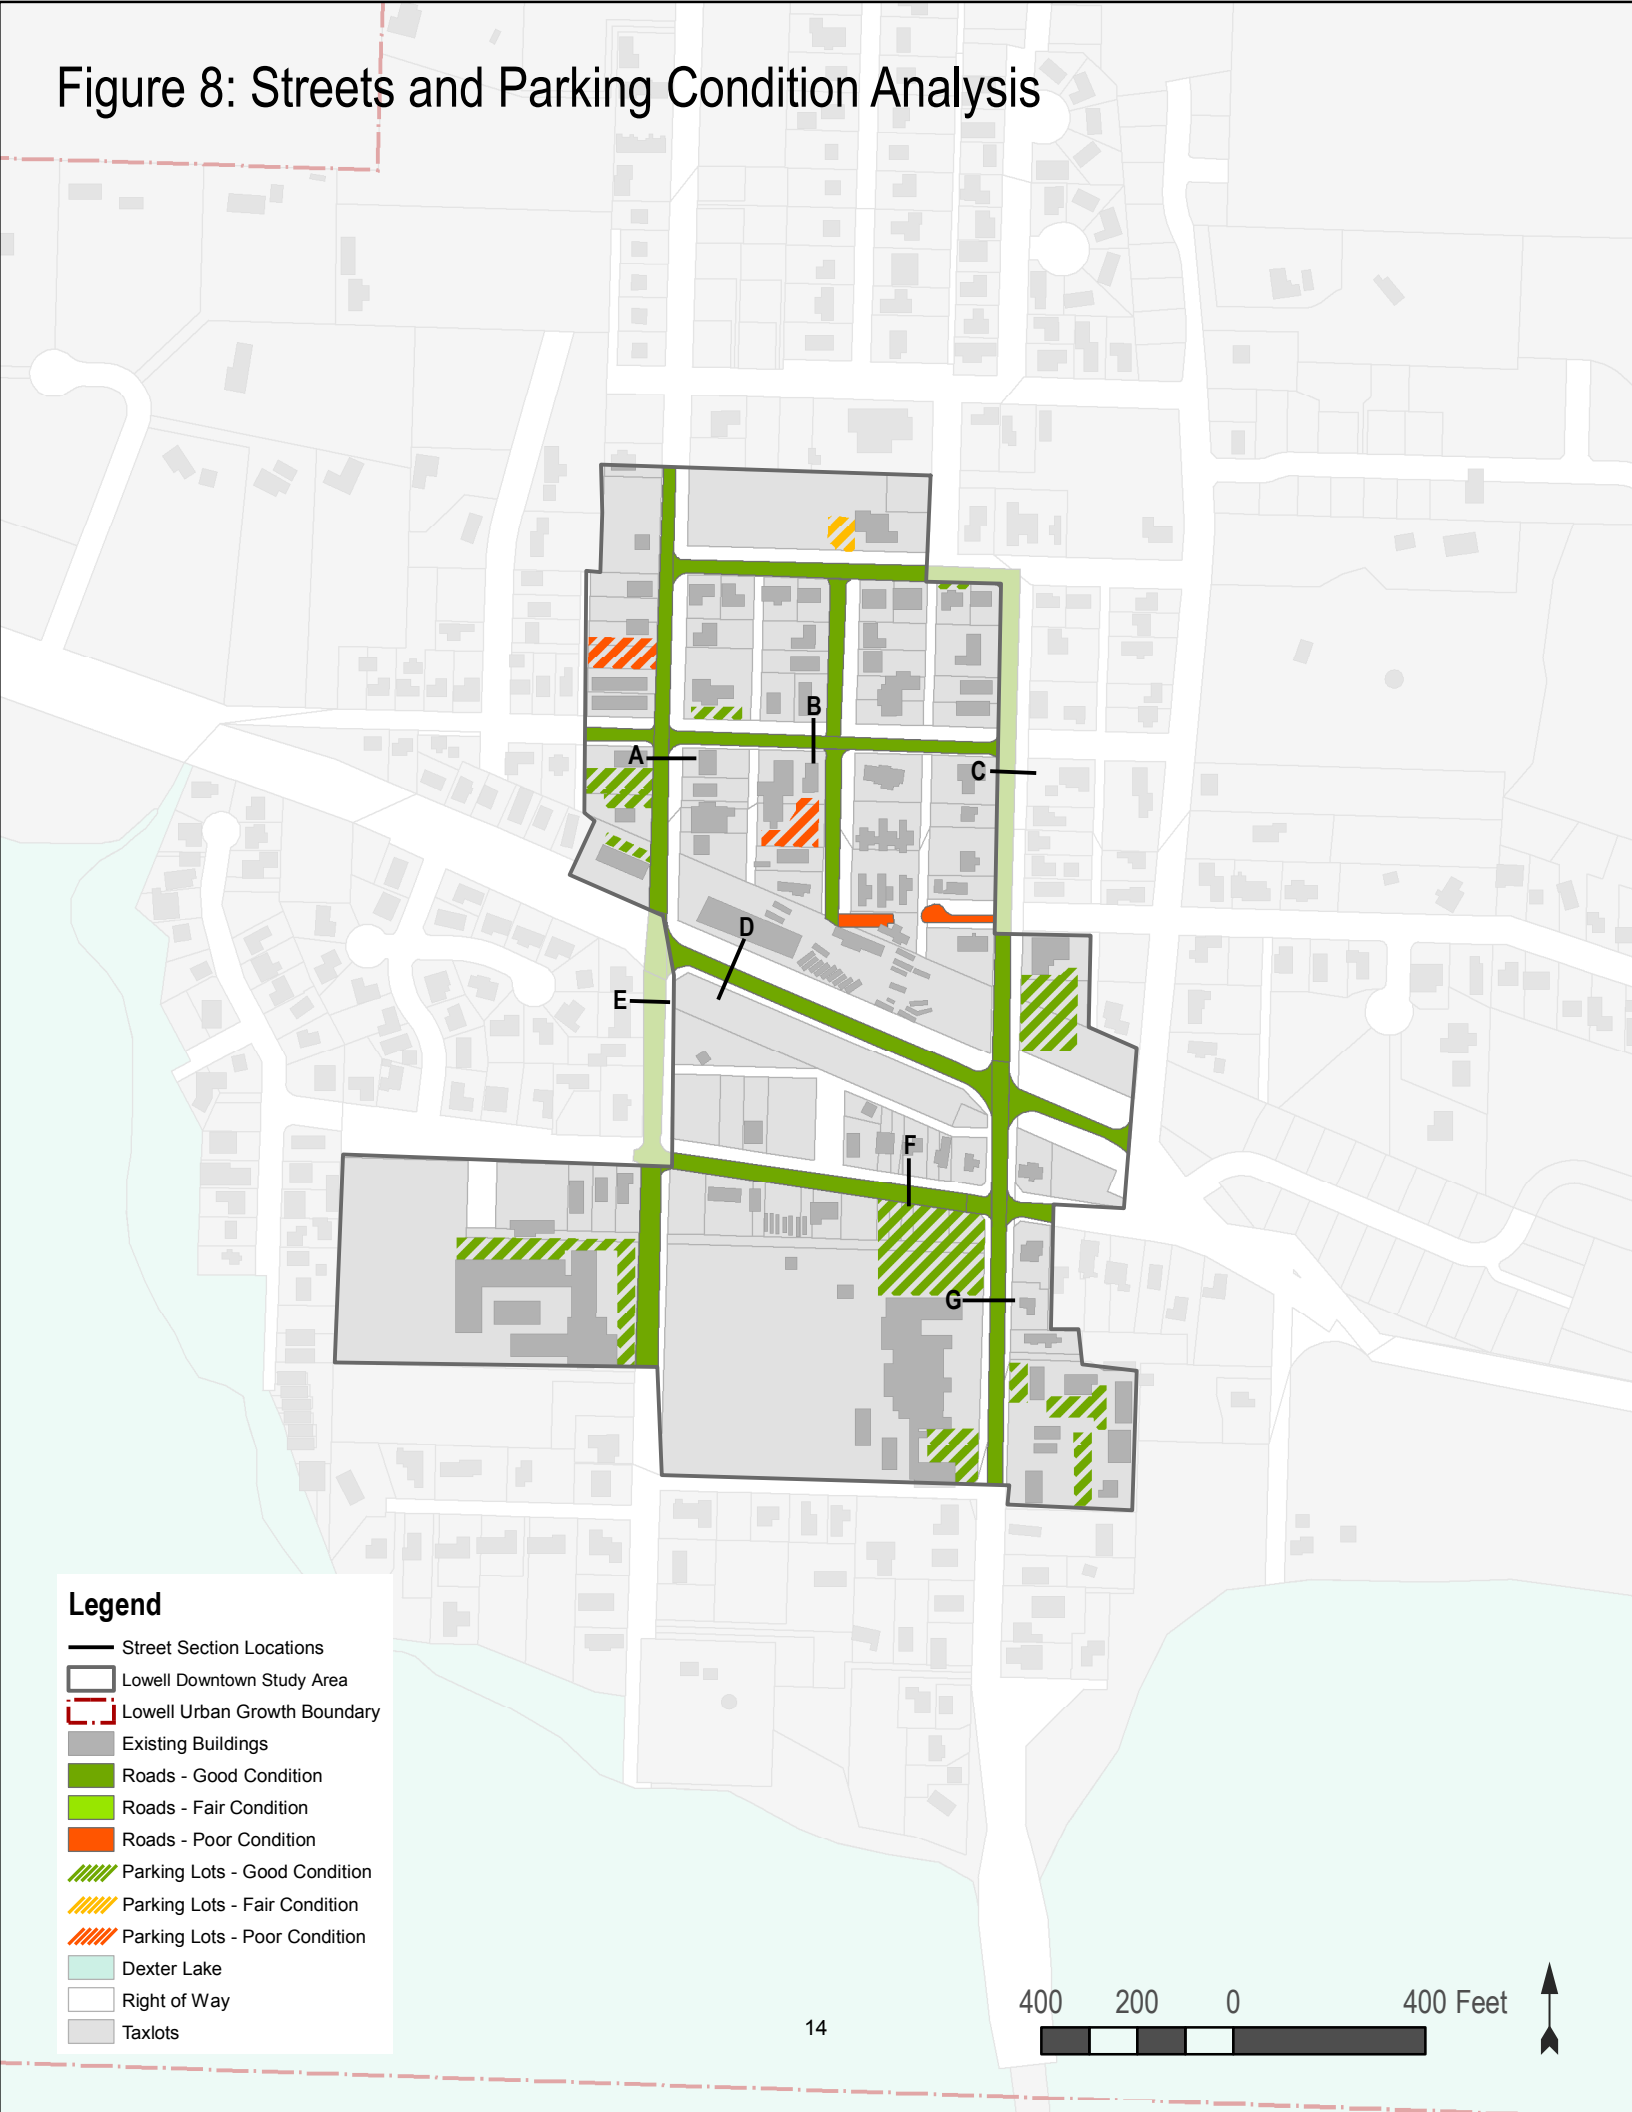 Figure 8: Streets and Parking Condition Analysis
B
A
C
D
E
F
G
Legend
Street Section Locations
Lowell Downtown Study Area
Lowell Urban Growth Boundary
Existing Buildings
Roads - Good Condition
Roads - Fair Condition
Roads - Poor Condition
Parking Lots - Good Condition
Parking Lots - Fair Condition
Parking Lots - Poor Condition
Dexter Lake
Right of Way
Taxlots
400 200 0 400 Feet
14